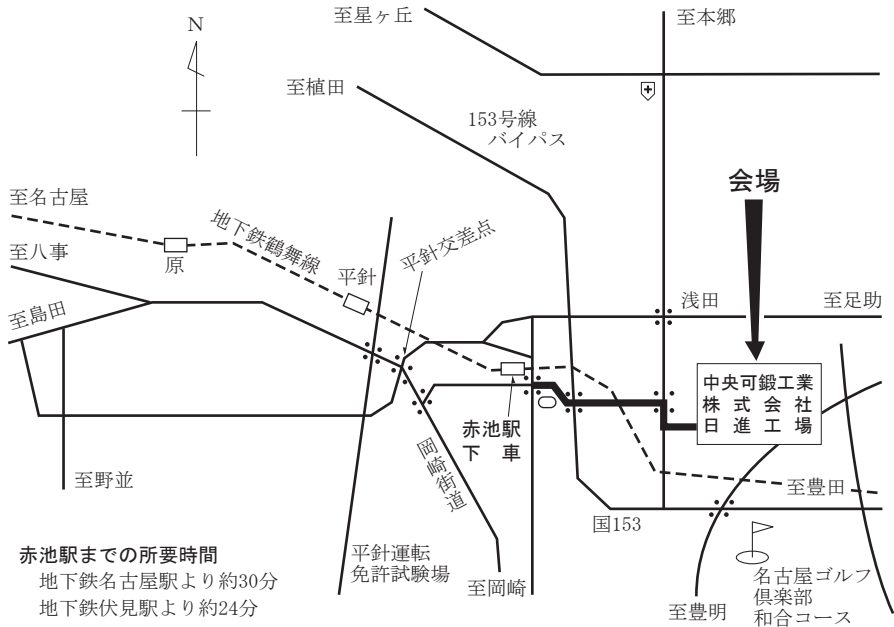 至星ヶ丘
至本郷
N
至植田
153号線
バイパス
会場
至名古屋
地下鉄鶴舞線
平針交差点
至八事
原
平針
浅田
至足助
至島田
中央可鍛工業
株式会社
日進工場
赤池駅
下車
岡崎街道
至野並
至豊田
国153
赤池駅までの所要時間
地下鉄名古屋駅より約30分
地下鉄伏見駅より約24分
平針運転
免許試験場
至岡崎
至豊明
名古屋ゴルフ
倶楽部
和合コース